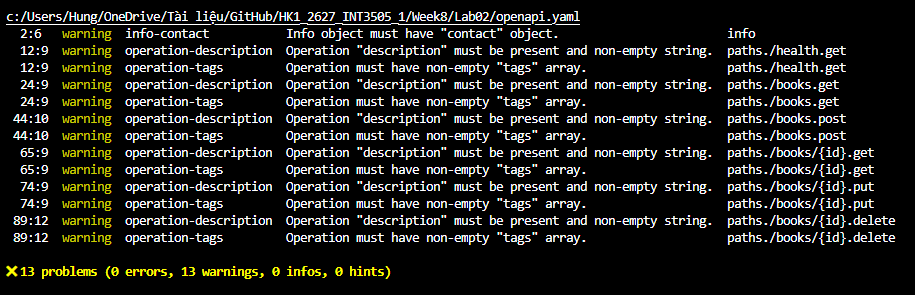 c:/Users/Hung/OneDrive/Tài liệu/GitHub/HK1_2627_INT3505_1/Week8/Lab02/openapi.yaml
2:6 warning info-contact Info object must have "contact" object. info
12:9 warning operation-description Operation "description" must be present and non-empty string. paths./health.get
12:9 warning operation-tags Operation must have non-empty "tags" array. paths./health.get
24:9 warning operation-description Operation "description" must be present and non-empty string. paths./books.get
24:9 warning operation-tags Operation must have non-empty "tags" array. paths./books.get
44:10 warning operation-description Operation "description" must be present and non-empty string. paths./books.post
44:10 warning operation-tags Operation must have non-empty "tags" array. paths./books.post
65:9 warning operation-description Operation "description" must be present and non-empty string. paths./books/{id}.get
65:9 warning operation-tags Operation must have non-empty "tags" array. paths./books/{id}.get
74:9 warning operation-description Operation "description" must be present and non-empty string. paths./books/{id}.put
74:9 warning operation-tags Operation must have non-empty "tags" array. paths./books/{id}.put
89:12 warning operation-description Operation "description" must be present and non-empty string. paths./books/{id}.delete
89:12 warning operation-tags Operation must have non-empty "tags" array. paths./books/{id}.delete
✖ 13 problems (0 errors, 13 warnings, 0 infos, 0 hints)